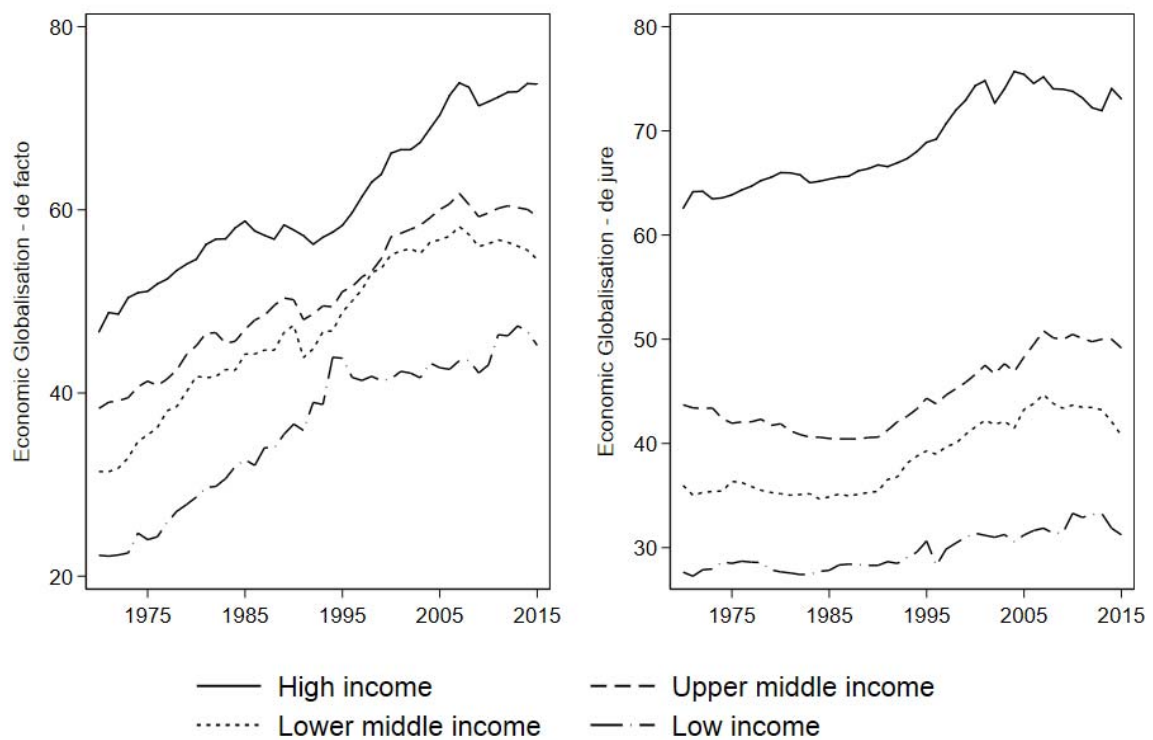 Economic Globalisation - de facto
80
60
40
20
1975 1985 1995 2005 2015
Economic Globalisation - de jure
80
70
60
50
40
30
1975 1985 1995 2005 2015
High income
Upper middle income
Lower middle income
Low income